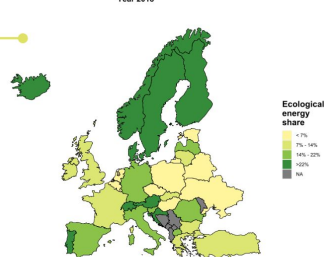 Year 2018
Ecological
energy
share
< 7%
7% - 14%
14% - 22%
>22%
NA